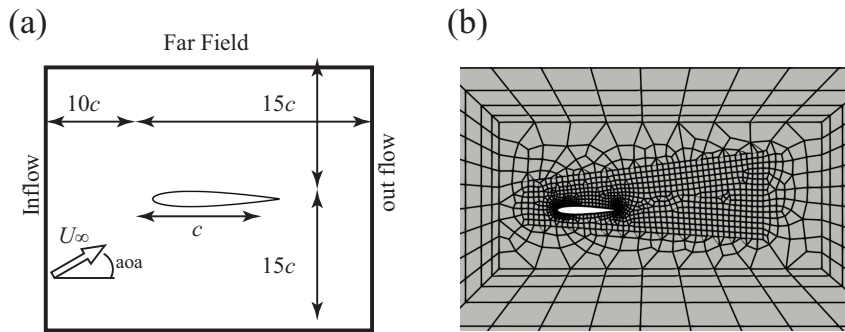 (a)
Far Field
10c
15c
Inflow
out flow
c
U∞
aoa
15c
(b)